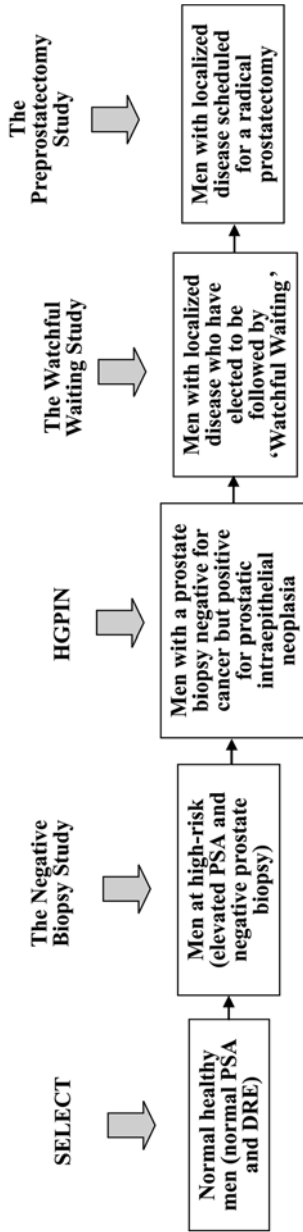 SELECT
Normal healthy
men (normal PSA
and DRE)
The Negative
Biopsy Study
Men at high-risk
(elevated PSA and
negative prostate
biopsy)
HGPIN
Men with a prostate
biopsy negative for
cancer but positive
for prostatic
intraepithelial
neoplasia
The Watchful
Waiting Study
Men with localized
disease who have
elected to be
followed by
‘Watchful Waiting’
The
Preprostatectomy
Study
Men with localized
disease scheduled
for a radical
prostatectomy